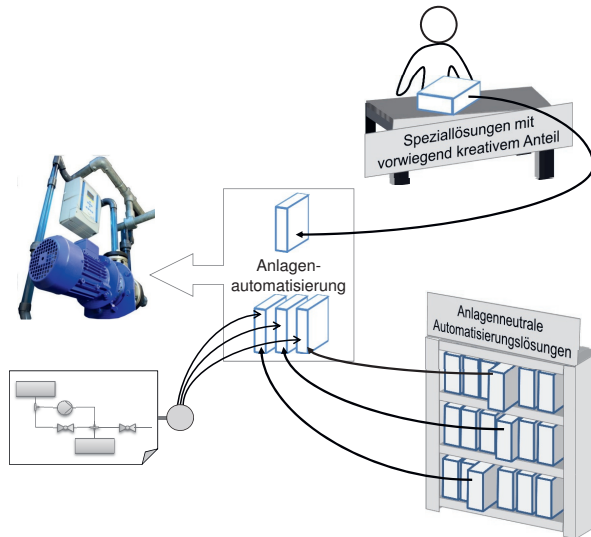 Speziallösungen mit
vorwiegend kreativem Anteil
Anlagen-
automatisierung
Anlagenneutrale
Automatisierungslösungen